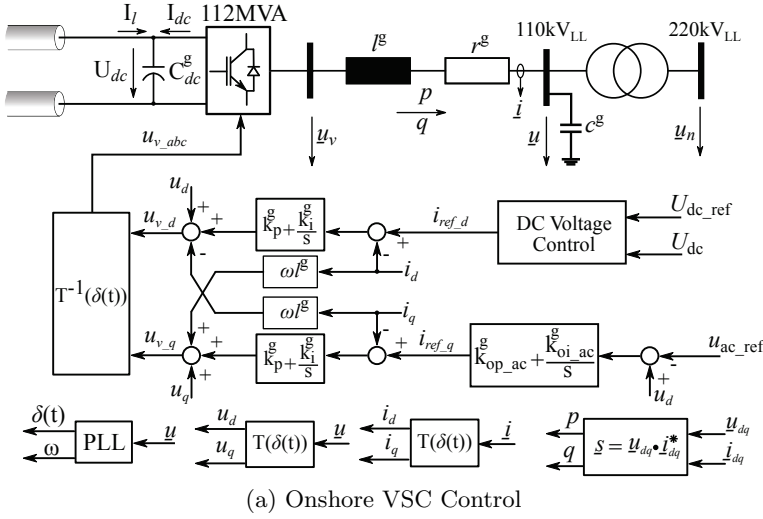 I_l I_dc 112MVA
U_dc C^g_dc
l^g r^g
110kV_LL 220kV_LL
p
q
i
u_v u c^g u_n
u_v_abc
u_d
+ +
u_v_d + -
k^g_p + k^g_i/s
- +
i_ref_d
DC Voltage
Control
U_dc_ref
U_dc
T^-1(δ(t))
ωl^g i_d
ωl^g i_q
u_v_q + + +
u_q
k^g_p + k^g_i/s
- +
i_ref_q
k^g_op_ac + k^g_oi_ac/s
- +
u_ac_ref
u_d
δ(t)
ω
PLL
u
u_d
u_q
T(δ(t))
u
i_d
i_q
T(δ(t))
i
p
q
s = u_dq • i*_dq
u_dq
i_dq
(a) Onshore VSC Control